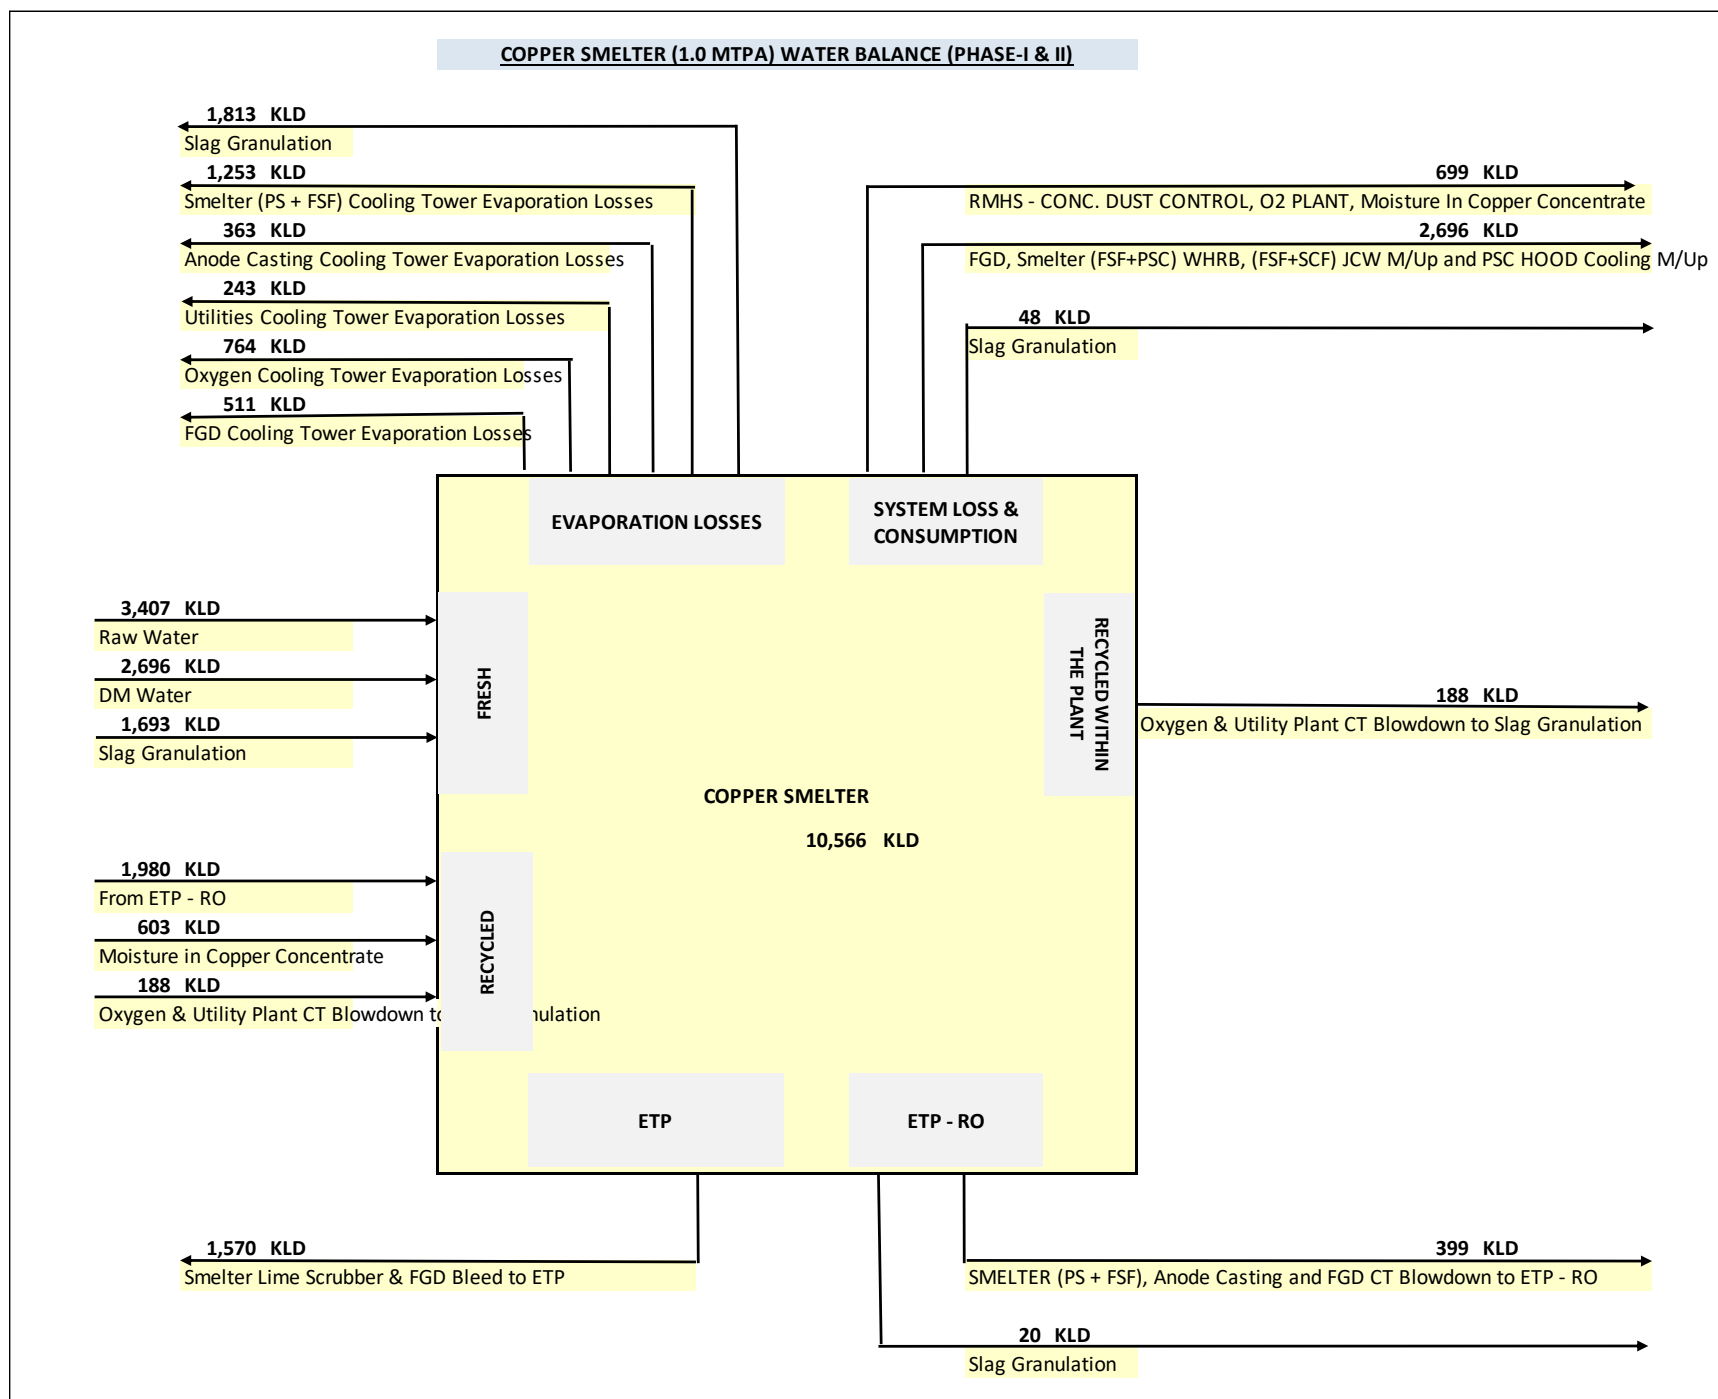 COPPER SMELTER (1.0 MTPA) WATER BALANCE (PHASE-I & II)
1,813 KLD
Slag Granulation
1,253 KLD
Smelter (PS + FSF) Cooling Tower Evaporation Losses
363 KLD
Anode Casting Cooling Tower Evaporation Losses
243 KLD
Utilities Cooling Tower Evaporation Losses
764 KLD
Oxygen Cooling Tower Evaporation Losses
511 KLD
FGD Cooling Tower Evaporation Losses
699 KLD
RMHS - CONC. DUST CONTROL, O2 PLANT, Moisture In Copper Concentrate
2,696 KLD
FGD, Smelter (FSF+PSC) WHRB, (FSF+SCF) JCW M/Up and PSC HOOD Cooling M/Up
48 KLD
Slag Granulation
EVAPORATION LOSSES
SYSTEM LOSS &
CONSUMPTION
3,407 KLD
Raw Water
2,696 KLD
DM Water
1,693 KLD
Slag Granulation
FRESH
RECYCLED WITHIN
THE PLANT
188 KLD
Oxygen & Utility Plant CT Blowdown to Slag Granulation
COPPER SMELTER
10,566 KLD
1,980 KLD
From ETP - RO
603 KLD
Moisture in Copper Concentrate
188 KLD
Oxygen & Utility Plant CT Blowdown
RECYCLED
ETP
ETP - RO
1,570 KLD
Smelter Lime Scrubber & FGD Bleed to ETP
399 KLD
SMELTER (PS + FSF), Anode Casting and FGD CT Blowdown to ETP - RO
20 KLD
Slag Granulation